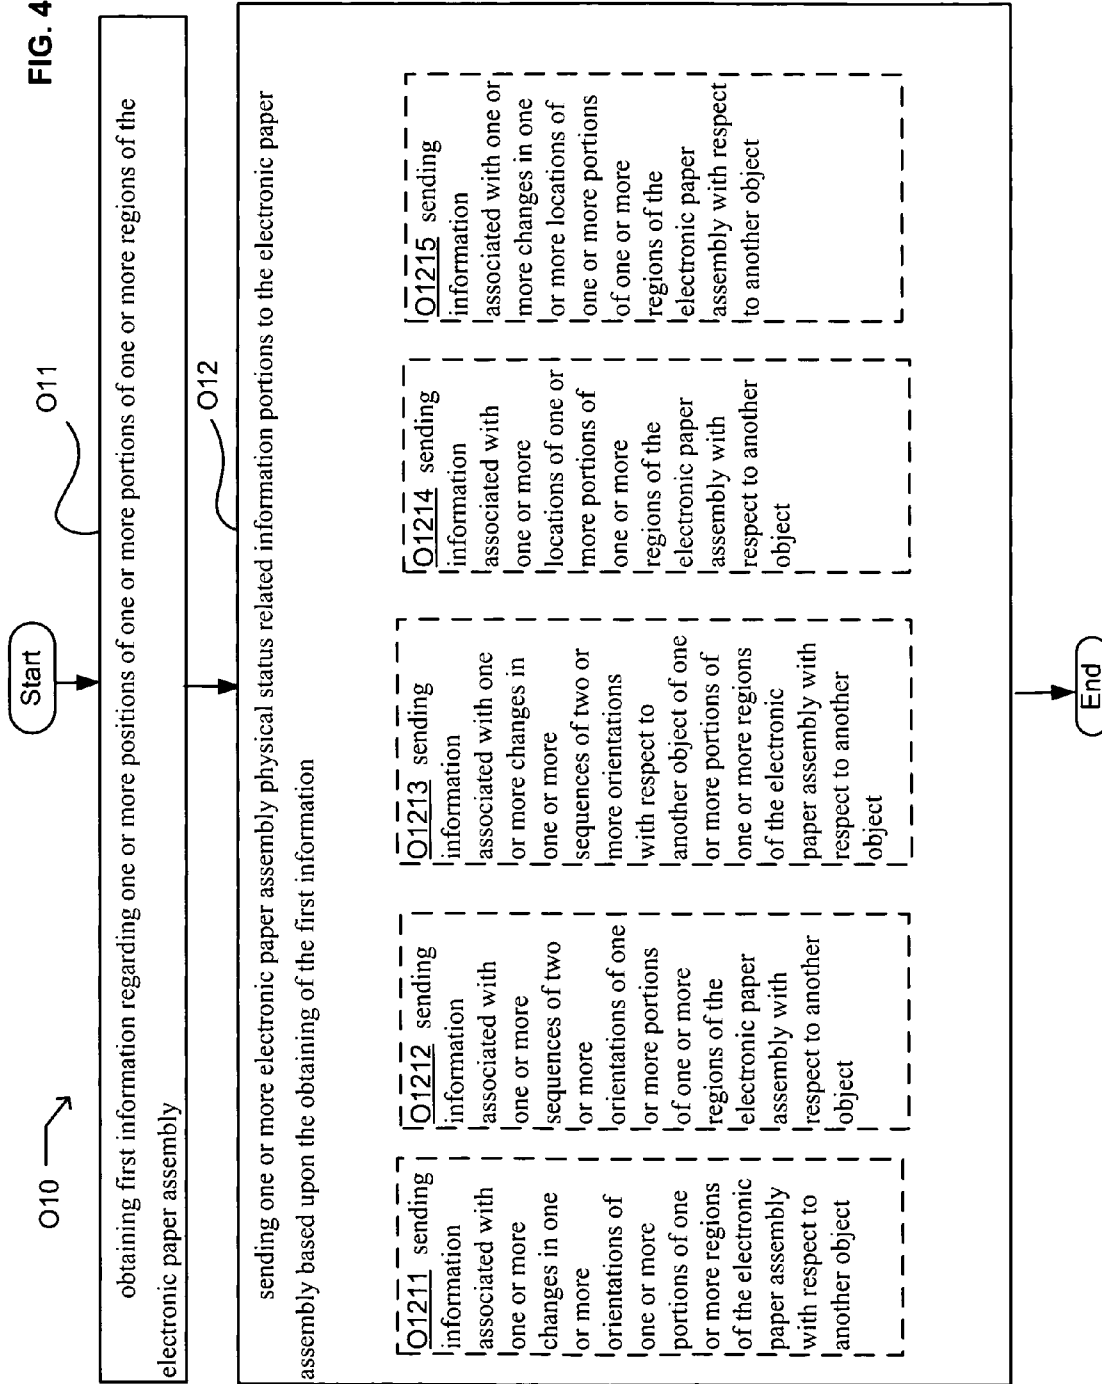 FIG. 4
O10
Start
O11
obtaining first information regarding one or more positions of one or more portions of one or more regions of the
electronic paper assembly
O12
sending one or more electronic paper assembly physical status related information portions to the electronic paper
assembly based upon the obtaining of the first information
O1211 sending
information
associated with
one or more
changes in one
or more
orientations of
one or more
portions of one
or more regions
of the electronic
paper assembly
with respect to
another object
O1212 sending
information
associated with
one or more
sequences of two
or more
orientations of one
or more portions
of one or more
regions of the
electronic paper
assembly with
respect to another
object
O1213 sending
information
associated with one
or more changes in
one or more
sequences of two or
more orientations
with respect to
another object of one
or more portions of
one or more regions
of the electronic
paper assembly with
respect to another
object
O1214 sending
information
associated with
one or more
locations of one or
more portions of
one or more
regions of the
electronic paper
assembly with
respect to another
object
O1215 sending
information
associated with one or
more changes in one
or more locations of
one or more portions
of one or more
regions of the
electronic paper
assembly with respect
to another object
End